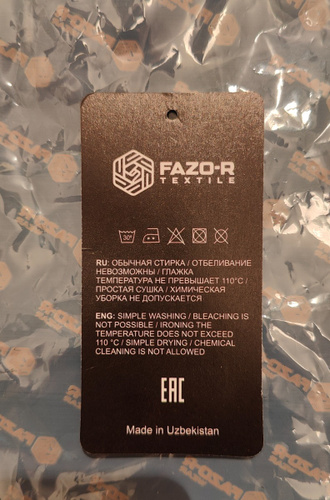 FAZO-R
TEXTILE
30°
RU: ОБЫЧНАЯ СТИРКА / ОТБЕЛИВАНИЕ
НЕВОЗМОЖНЫ / ГЛАЖКА
ТЕМПЕРАТУРА НЕ ПРЕВЫШАЕТ 110°C /
ПРОСТАЯ СУШКА / ХИМИЧЕСКАЯ
УБОРКА НЕ ДОПУСКАЕТСЯ
ENG: SIMPLE WASHING / BLEACHING IS
NOT POSSIBLE / IRONING THE
TEMPERATURE DOES NOT EXCEED
110 °C / SIMPLE DRYING / CHEMICAL
CLEANING IS NOT ALLOWED
EAC
Made in Uzbekistan